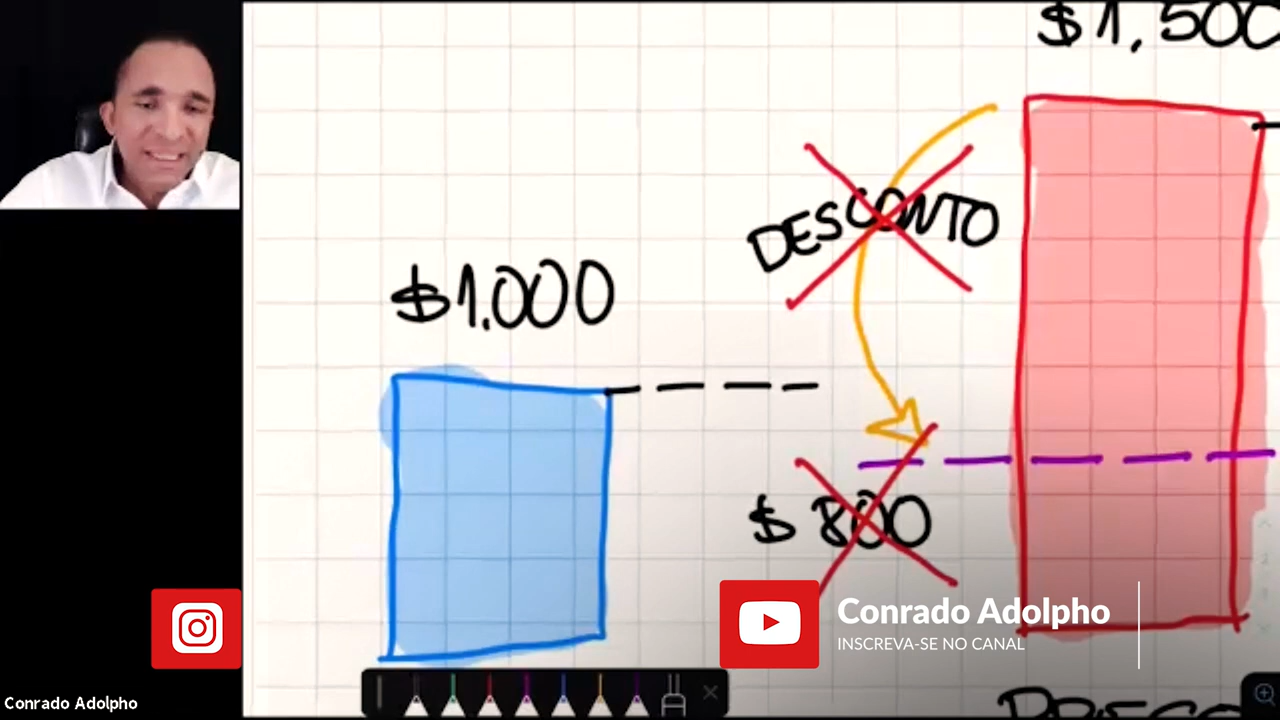 $1,500
DESCONTO
$1.000
$ 800
Conrado Adolpho
INSCREVA-SE NO CANAL
Conrado Adolpho